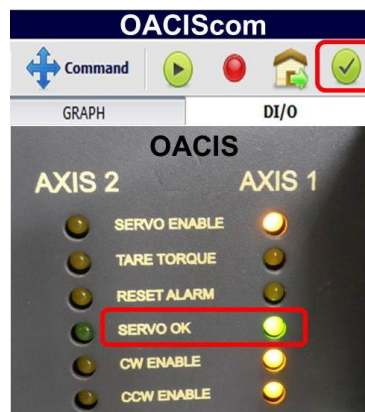 OACIScom
Command
GRAPH DI/O
OACIS
AXIS 2 AXIS 1
SERVO ENABLE
TARE TORQUE
RESET ALARM
SERVO OK
CW ENABLE
CCW ENABLE